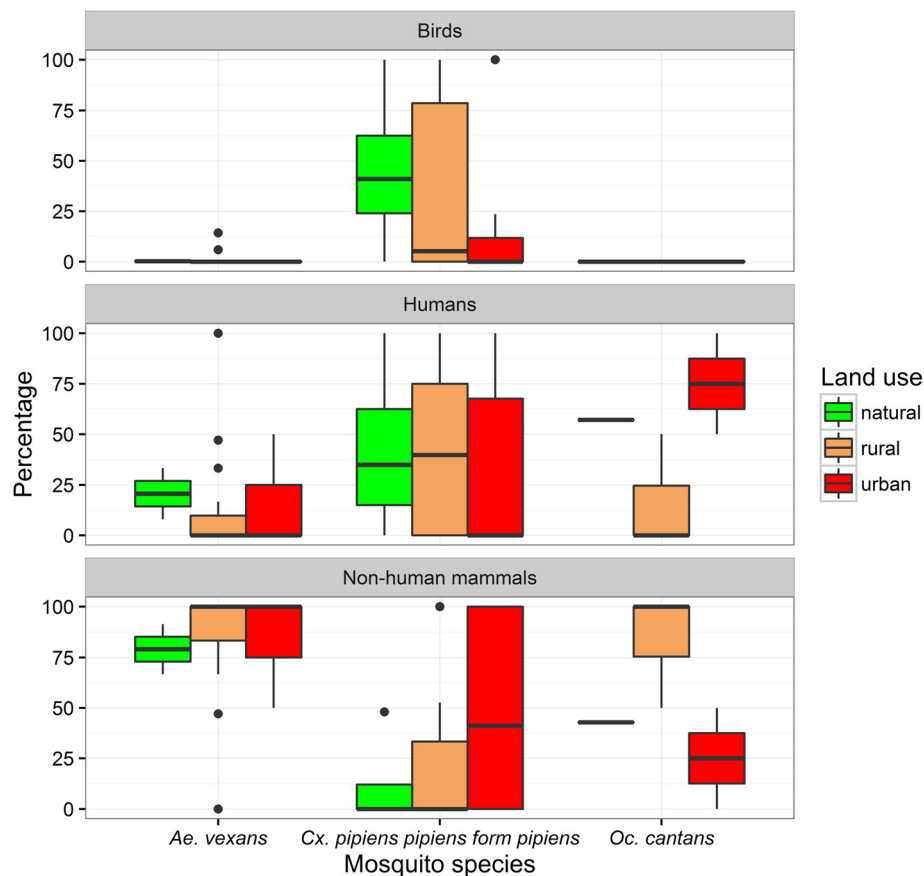 Birds
100
75
50
25
0
Humans
100
75
50
25
0
Non-human mammals
100
75
50
25
0
Percentage
Ae. vexans Cx. pipiens pipiens form pipiens Oc. cantans
Mosquito species
Land use
natural
rural
urban